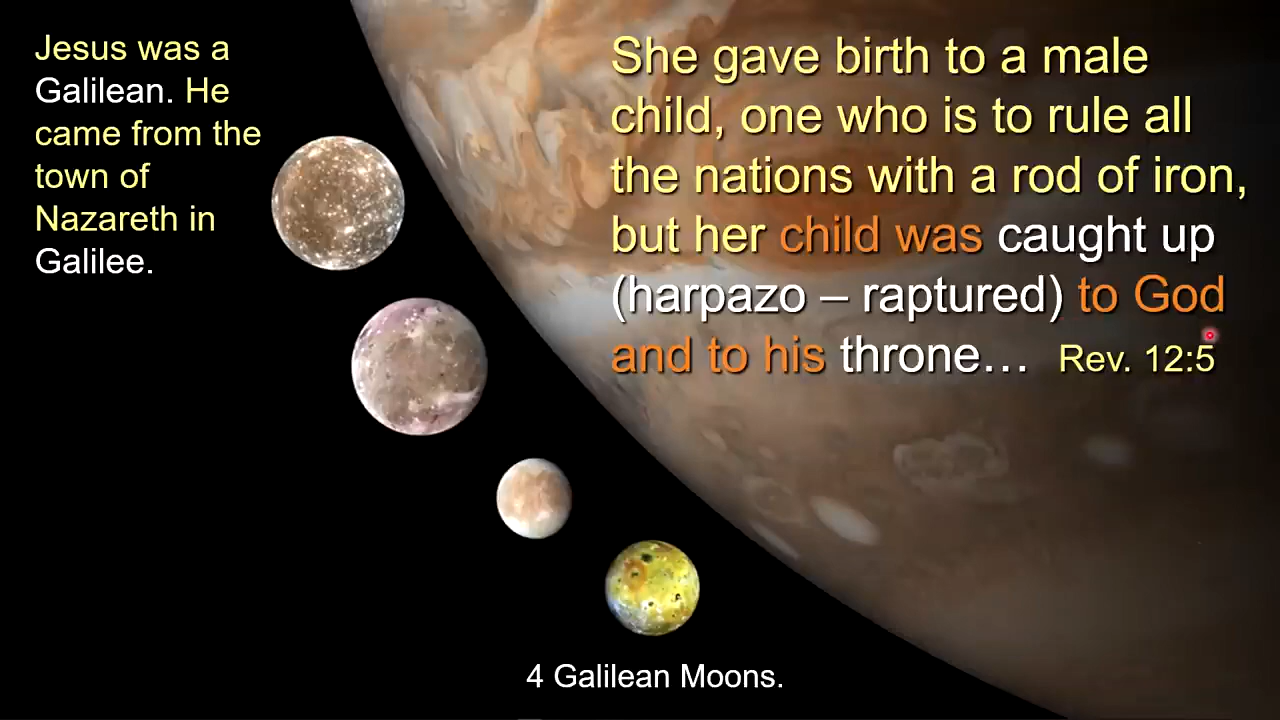 Jesus was a
Galilean. He
came from the
town of
Nazareth in
Galilee.
She gave birth to a male
child, one who is to rule all
the nations with a rod of iron,
but her child was caught up
(harpazo – raptured) to God
and to his throne… Rev. 12:5
4 Galilean Moons.